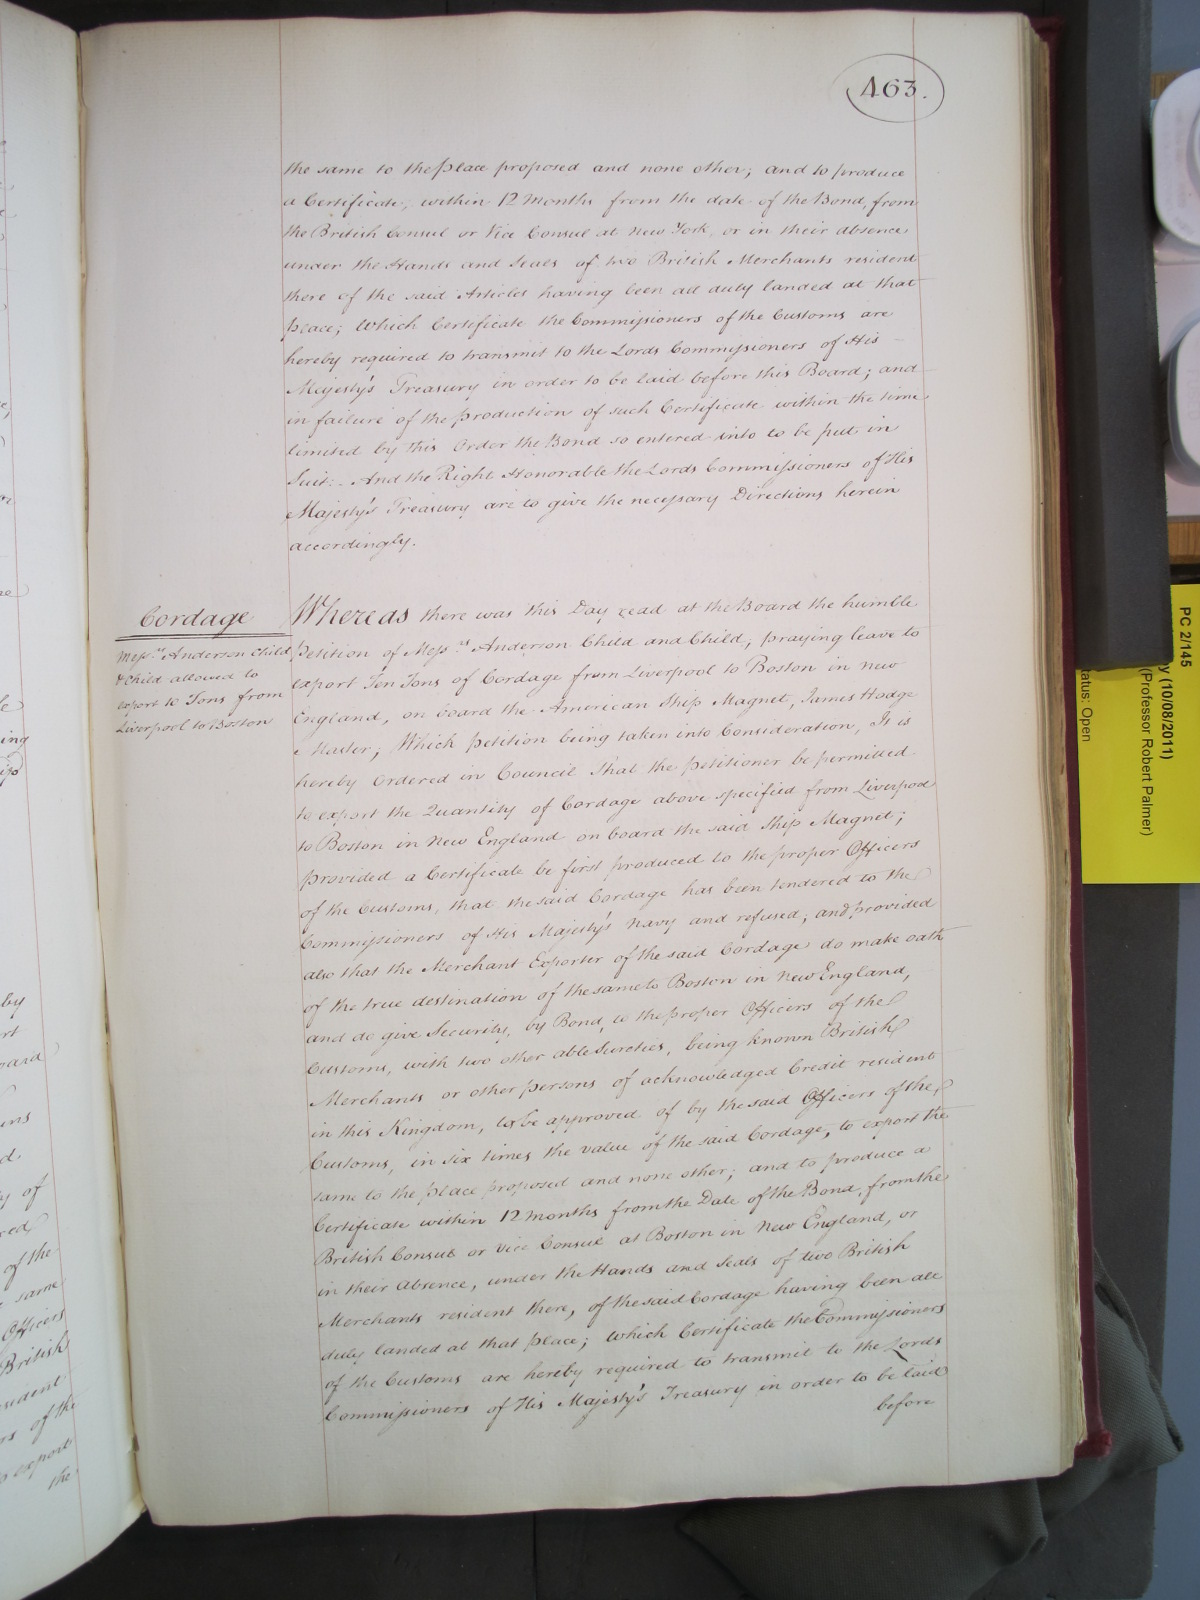 463.
the same to the place proposed and none other; and to produce
a Certificate, within 12 Months from the date of the Bond, from
the British Consul or Vice Consul at New York, or in their absence
under the Hands and Seals of two British Merchants resident
there of the said Articles having been all duly landed at that
place; Which Certificate the Commissioners of the Customs are
hereby required to transmit to the Lords Commissioners of His
Majesty's Treasury in order to be laid before this Board; and
in failure of the production of such Certificate within the time
limited by this Order the Bond so entered into to be put in
Suit:- And the Right Honorable the Lords Commissioners of His
Majesty's Treasury are to give the necessary Directions herein
accordingly.
Cordage
Mess.rs Anderson Child
& Child allowed to
export 10 Tons from
Liverpool to Boston
Whereas there was this Day read at the Board the humble
Petition of Mess.rs Anderson Child and Child, praying leave to
export Ten Tons of Cordage from Liverpool to Boston in New
England, on board the American Ship Magnet, James Hodge
Master; Which petition being taken into Consideration, It is
hereby Ordered in Council that the petitioner be permitted
to export the Quantity of Cordage above specified from Liverpool
to Boston in New England on board the said Ship Magnet;
provided a Certificate be first produced to the proper Officers
of the Customs, that the said Cordage has been tendered to the
Commissioners of His Majesty's Navy and refused; and provided
also that the Merchant Exporter of the said Cordage do make oath
of the true destination of the same to Boston in New England,
and do give Security, by Bond, to the proper Officers of the
Customs, with two other able Sureties, being known British
Merchants or other persons of acknowledged Credit resident
in this Kingdom, to be approved of by the said Officers of the
Customs, in six times the value of the said Cordage, to export the
same to the place proposed and none other; and to produce a
Certificate within 12 Months from the Date of the Bond, from the
British Consul or Vice Consul at Boston in New England, or
in their Absence, under the Hands and Seals of two British
Merchants resident there, of the said Cordage having been all
duly landed at that place; Which Certificate the Commissioners
of the Customs are hereby required to transmit to the Lords
Commissioners of His Majesty's Treasury in order to be laid
before
PC 2/145
(10/08/2011)
(Professor Robert Palmer)
Open
by
of
of the
same
Officers
British
of the
export
the